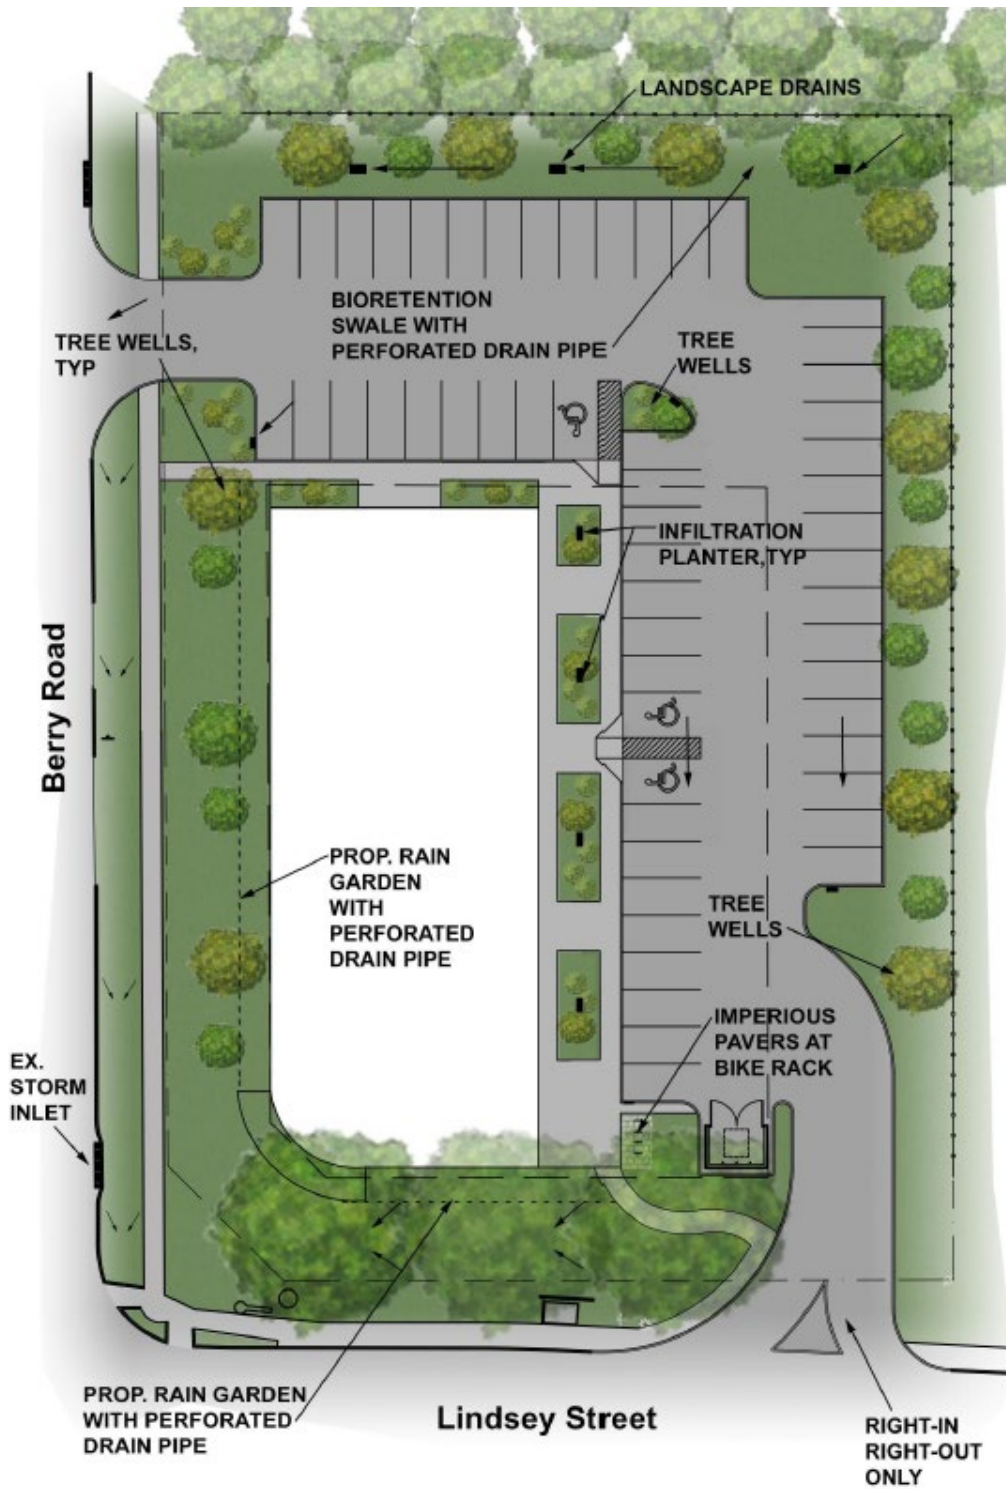 LANDSCAPE DRAINS
BIORETENTION
SWALE WITH
PERFORATED DRAIN PIPE
TREE WELLS,
TYP
TREE
WELLS
INFILTRATION
PLANTER,TYP
Berry Road
PROP. RAIN
GARDEN
WITH
PERFORATED
DRAIN PIPE
TREE
WELLS
IMPERIOUS
PAVERS AT
BIKE RACK
EX.
STORM
INLET
PROP. RAIN GARDEN
WITH PERFORATED
DRAIN PIPE
Lindsey Street
RIGHT-IN
RIGHT-OUT
ONLY